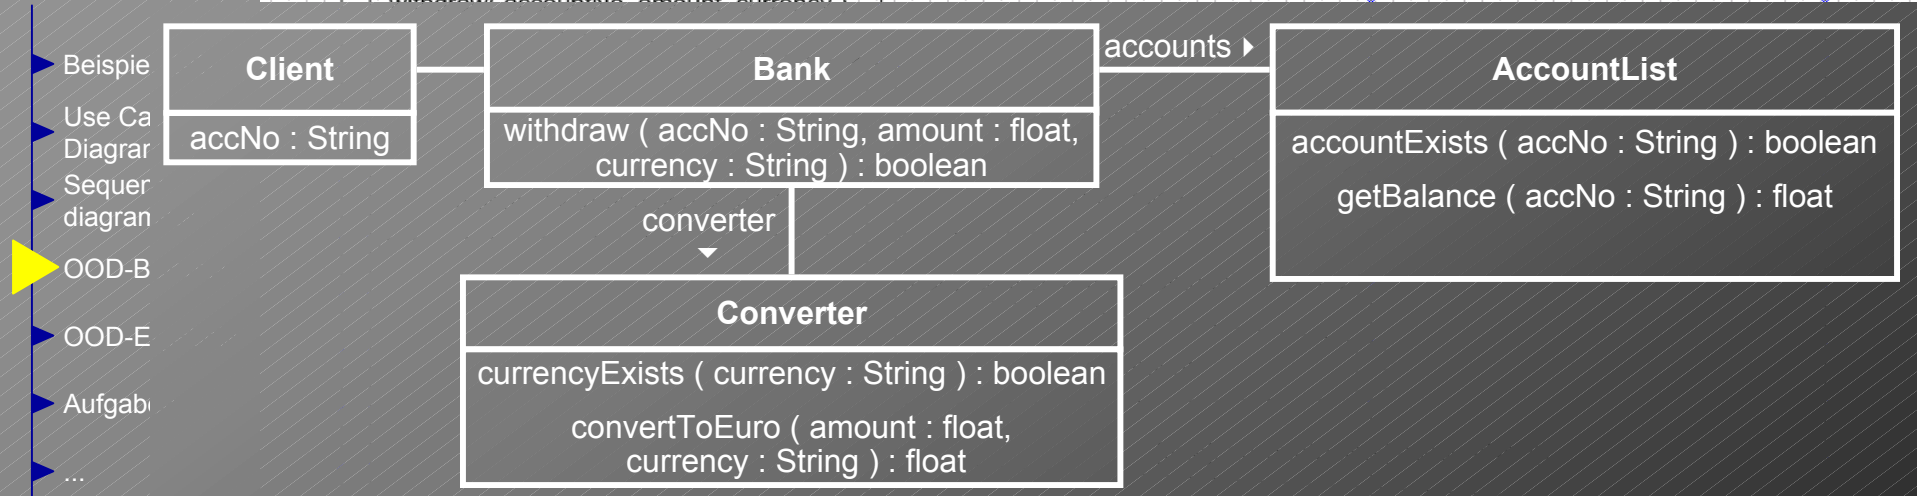 Beispie
Use Ca
Diagrar
Sequer
diagran
OOD-B
OOD-E
Aufgab
...
Client
accNo : String
Bank
withdraw ( accNo : String, amount : float,
currency : String ) : boolean
accounts
AccountList
accountExists ( accNo : String ) : boolean
getBalance ( accNo : String ) : float
converter
Converter
currencyExists ( currency : String ) : boolean
convertToEuro ( amount : float,
currency : String ) : float